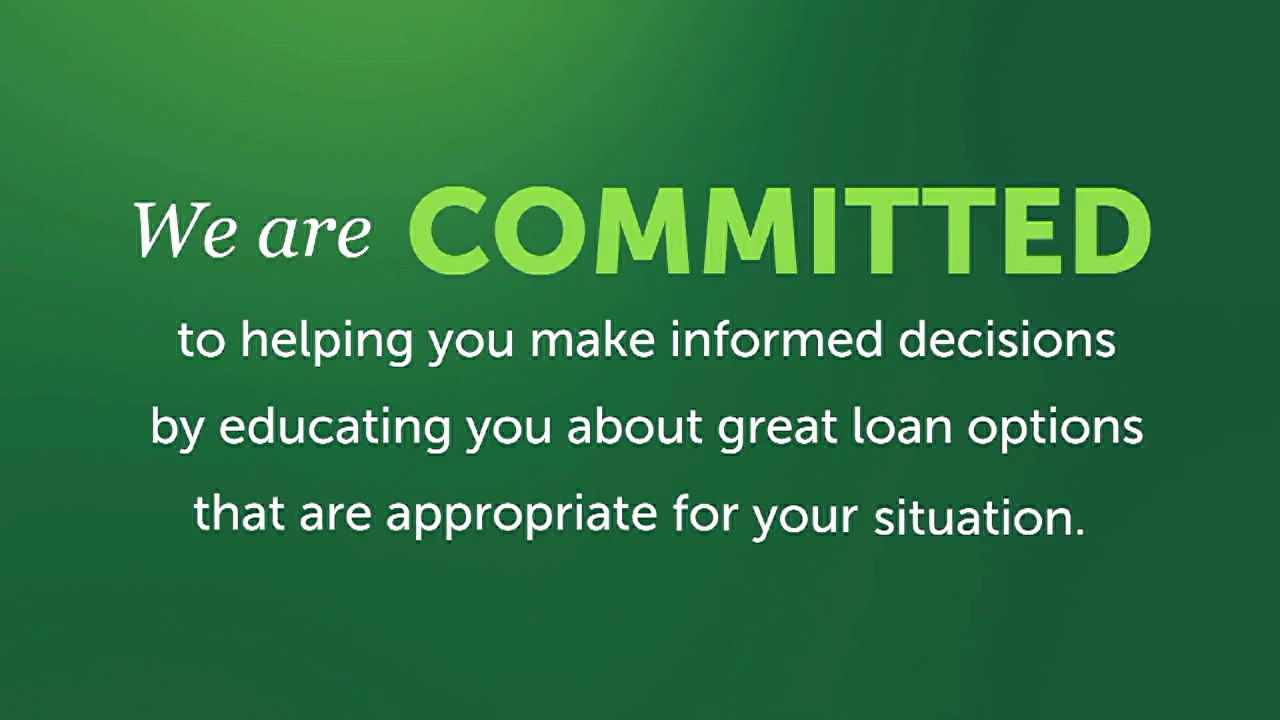 We are COMMITTED
to helping you make informed decisions
by educating you about great loan options
that are appropriate for your situation.